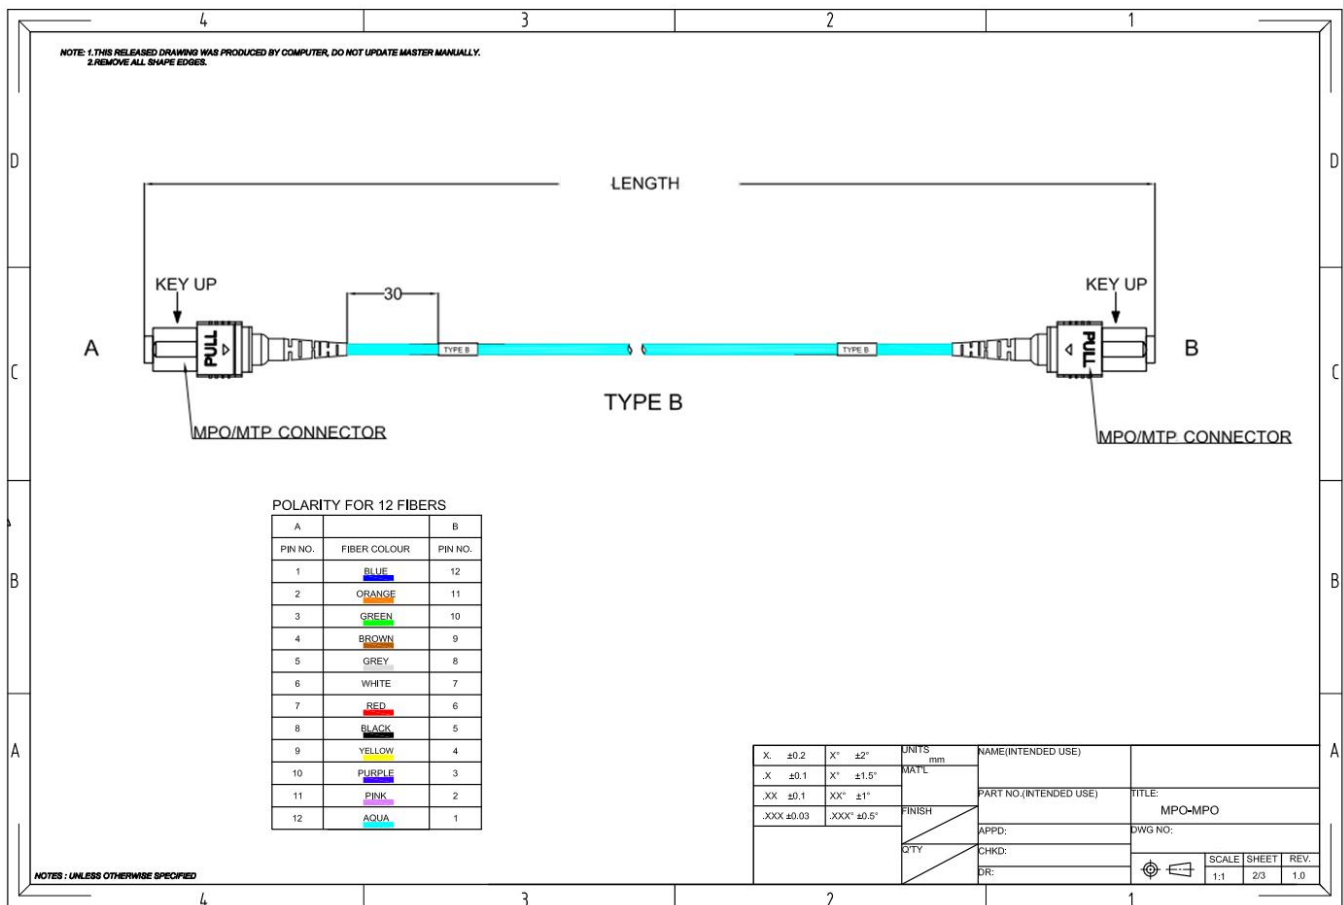 4 3 2 1
NOTE: 1.THIS RELEASED DRAWING WAS PRODUCED BY COMPUTER, DO NOT UPDATE MASTER MANUALLY.
2.REMOVE ALL SHAPE EDGES.
D D
LENGTH
KEY UP KEY UP
30
A PULL TYPE B TYPE B PULL B
C C
TYPE B
MPO/MTP CONNECTOR MPO/MTP CONNECTOR
POLARITY FOR 12 FIBERS
A B
PIN NO. FIBER COLOUR PIN NO.
1 BLUE 12
B B
2 ORANGE 11
3 GREEN 10
4 BROWN 9
5 GREY 8
6 WHITE 7
7 RED 6
8 BLACK 5
9 YELLOW 4
10 PURPLE 3
11 PINK 2
12 AQUA 1
A A
X. ±0.2 X° ±2° UNITS mm NAME(INTENDED USE)
.X ±0.1 X° ±1.5° MAT'L
.XX ±0.1 XX° ±1° PART NO.(INTENDED USE) TITLE:
MPO-MPO
.XXX ±0.03 .XXX° ±0.5° FINISH
APPD: DWG NO:
Q'TY CHKD:
SCALE SHEET REV.
DR: 1:1 2/3 1.0
NOTES : UNLESS OTHERWISE SPECIFIED
4 3 2 1